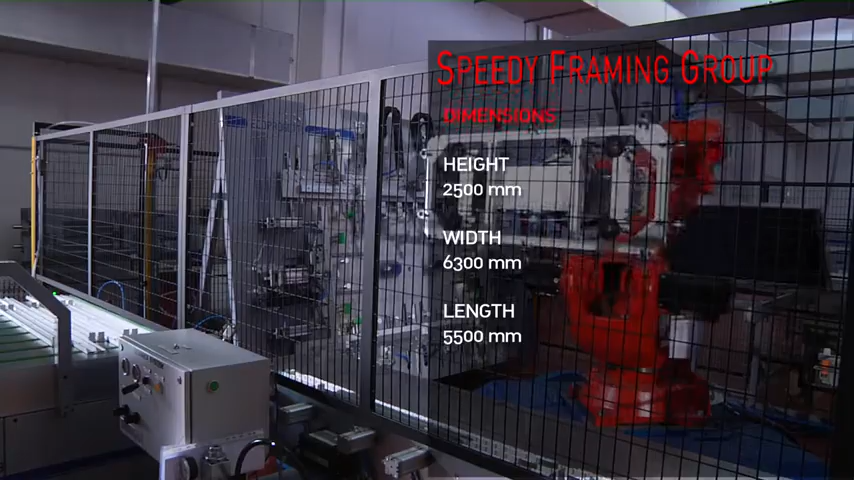 SPEEDY FRAMING GROUP
DIMENSIONS
HEIGHT
2500 mm
WIDTH
6300 mm
LENGTH
5500 mm